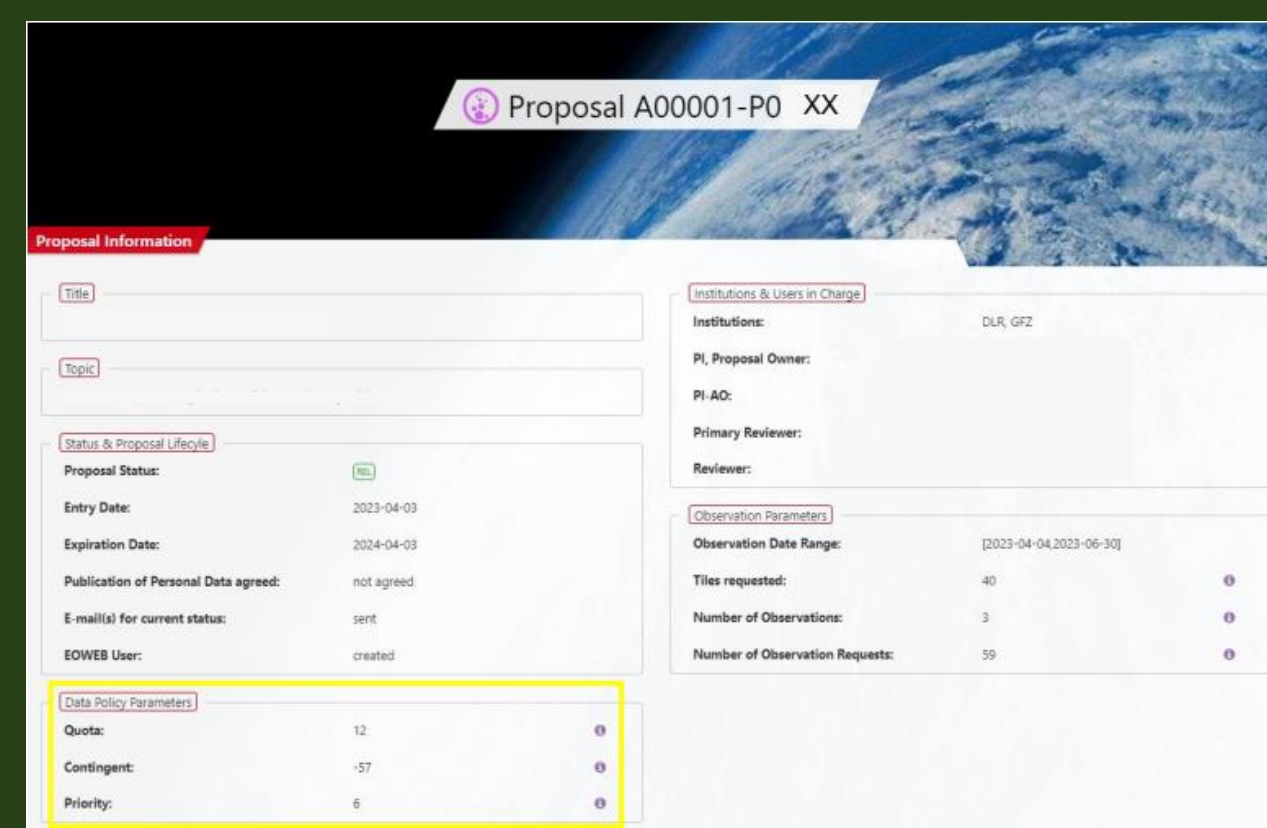 Proposal A00001-P0 XX
Proposal Information
Title
Topic
Status & Proposal Lifecyle
Proposal Status: REL
Entry Date: 2023-04-03
Expiration Date: 2024-04-03
Publication of Personal Data agreed: not agreed
E-mail(s) for current status: sent
EOWEB User: created
Data Policy Parameters
Quota: 12
Contingent: -57
Priority: 6
Institutions & Users in Charge
Institutions: DLR, GFZ
PI, Proposal Owner:
PI-AO:
Primary Reviewer:
Reviewer:
Observation Parameters
Observation Date Range: [2023-04-04,2023-06-30]
Tiles requested: 40
Number of Observations: 3
Number of Observation Requests: 59